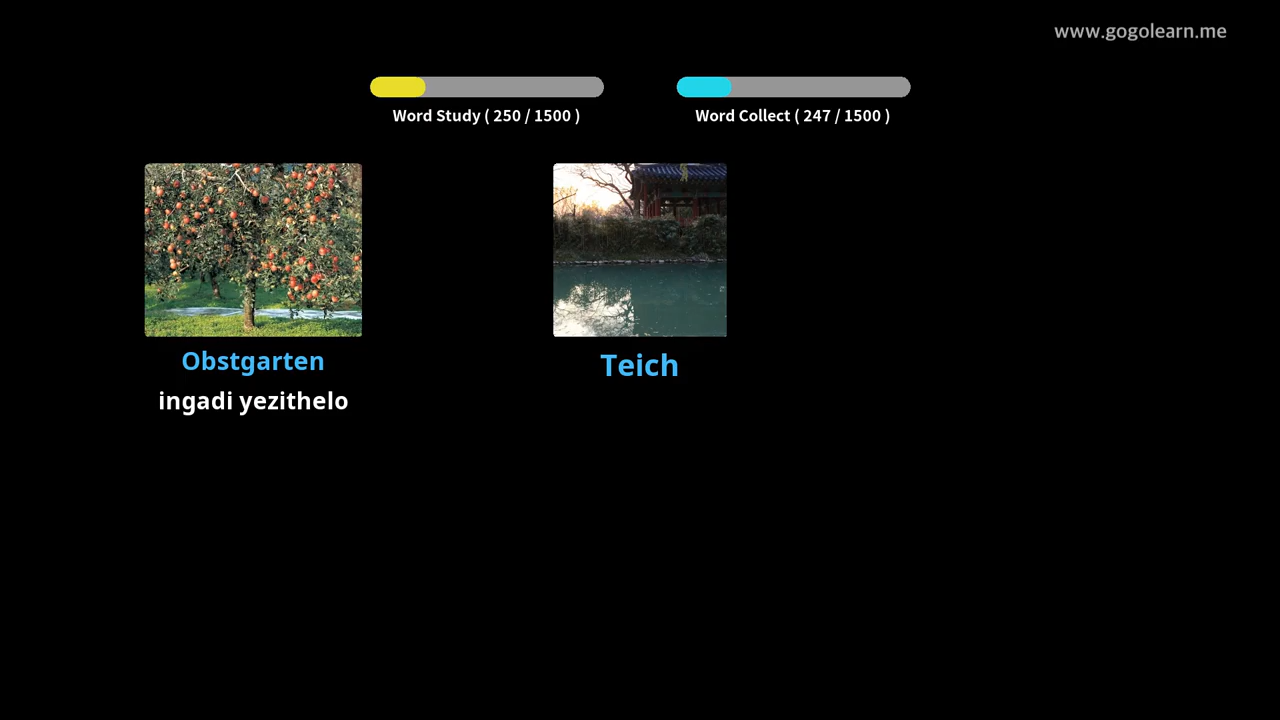 www.gogolearn.me
Word Study ( 250 / 1500 )
Word Collect ( 247 / 1500 )
Obstgarten
ingadi yezithelo
Teich